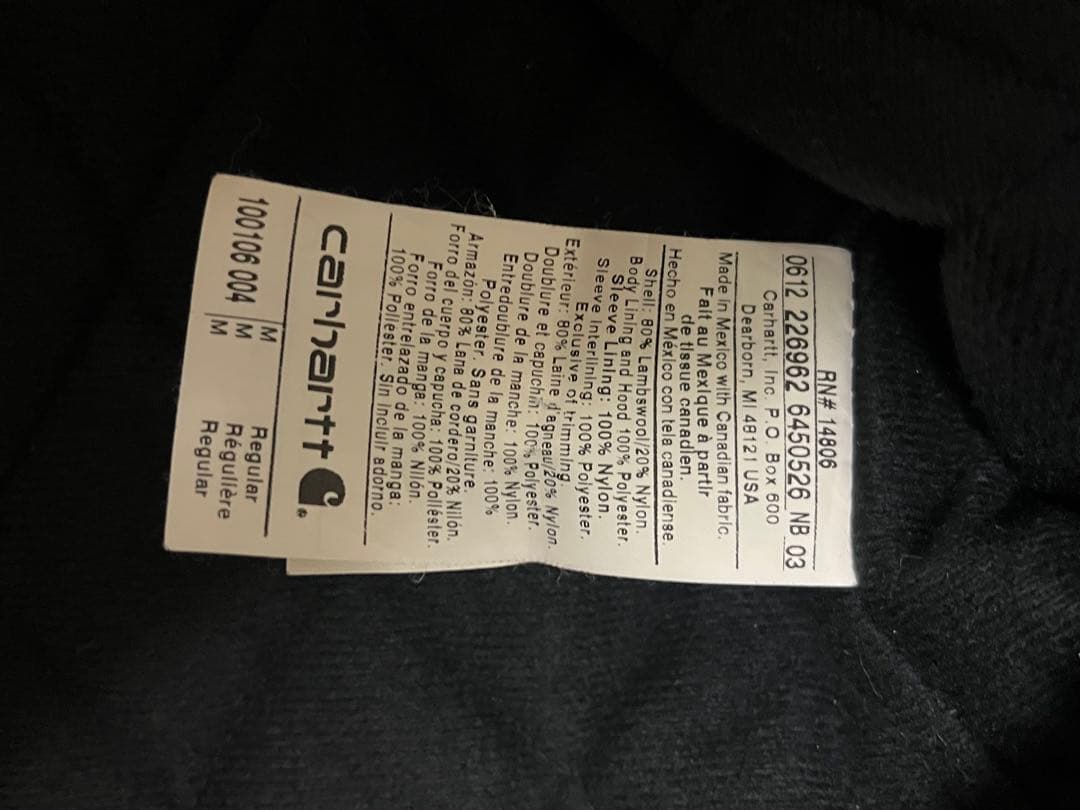 RN# 14806
0612 226962 6450526 NB 03
Carhartt, Inc. P.O. Box 600
Dearborn, MI 48121 USA
Made in Mexico with Canadian fabric.
Fait au Mexique à partir
de tissue canadien.
Hecho en México con tela canadiense.
Shell: 80% Lambswool/20% Nylon.
Body Lining and Hood 100% Polyester.
Sleeve Lining: 100% Nylon.
Sleeve Interlining: 100% Polyester.
Exclusive of trimming.
Extérieur: 80% Laine d'agneau/20% Nylon.
Doublure et capuchin: 100% Polyester.
Doublure de la manche: 100% Nylon.
Entredoublure de la manche: 100%
Polyester. Sans garniture.
Armazón: 80% Lana de cordero/20% Nilón.
Forro del cuerpo y capucha: 100% Poliéster.
Forro de la manga: 100% Nilón.
Forro entrelazado de la manga:
100% Poliéster. Sin incluir adorno.
carhartt ®
M Regular
100106 004 M Régulière
M Regular